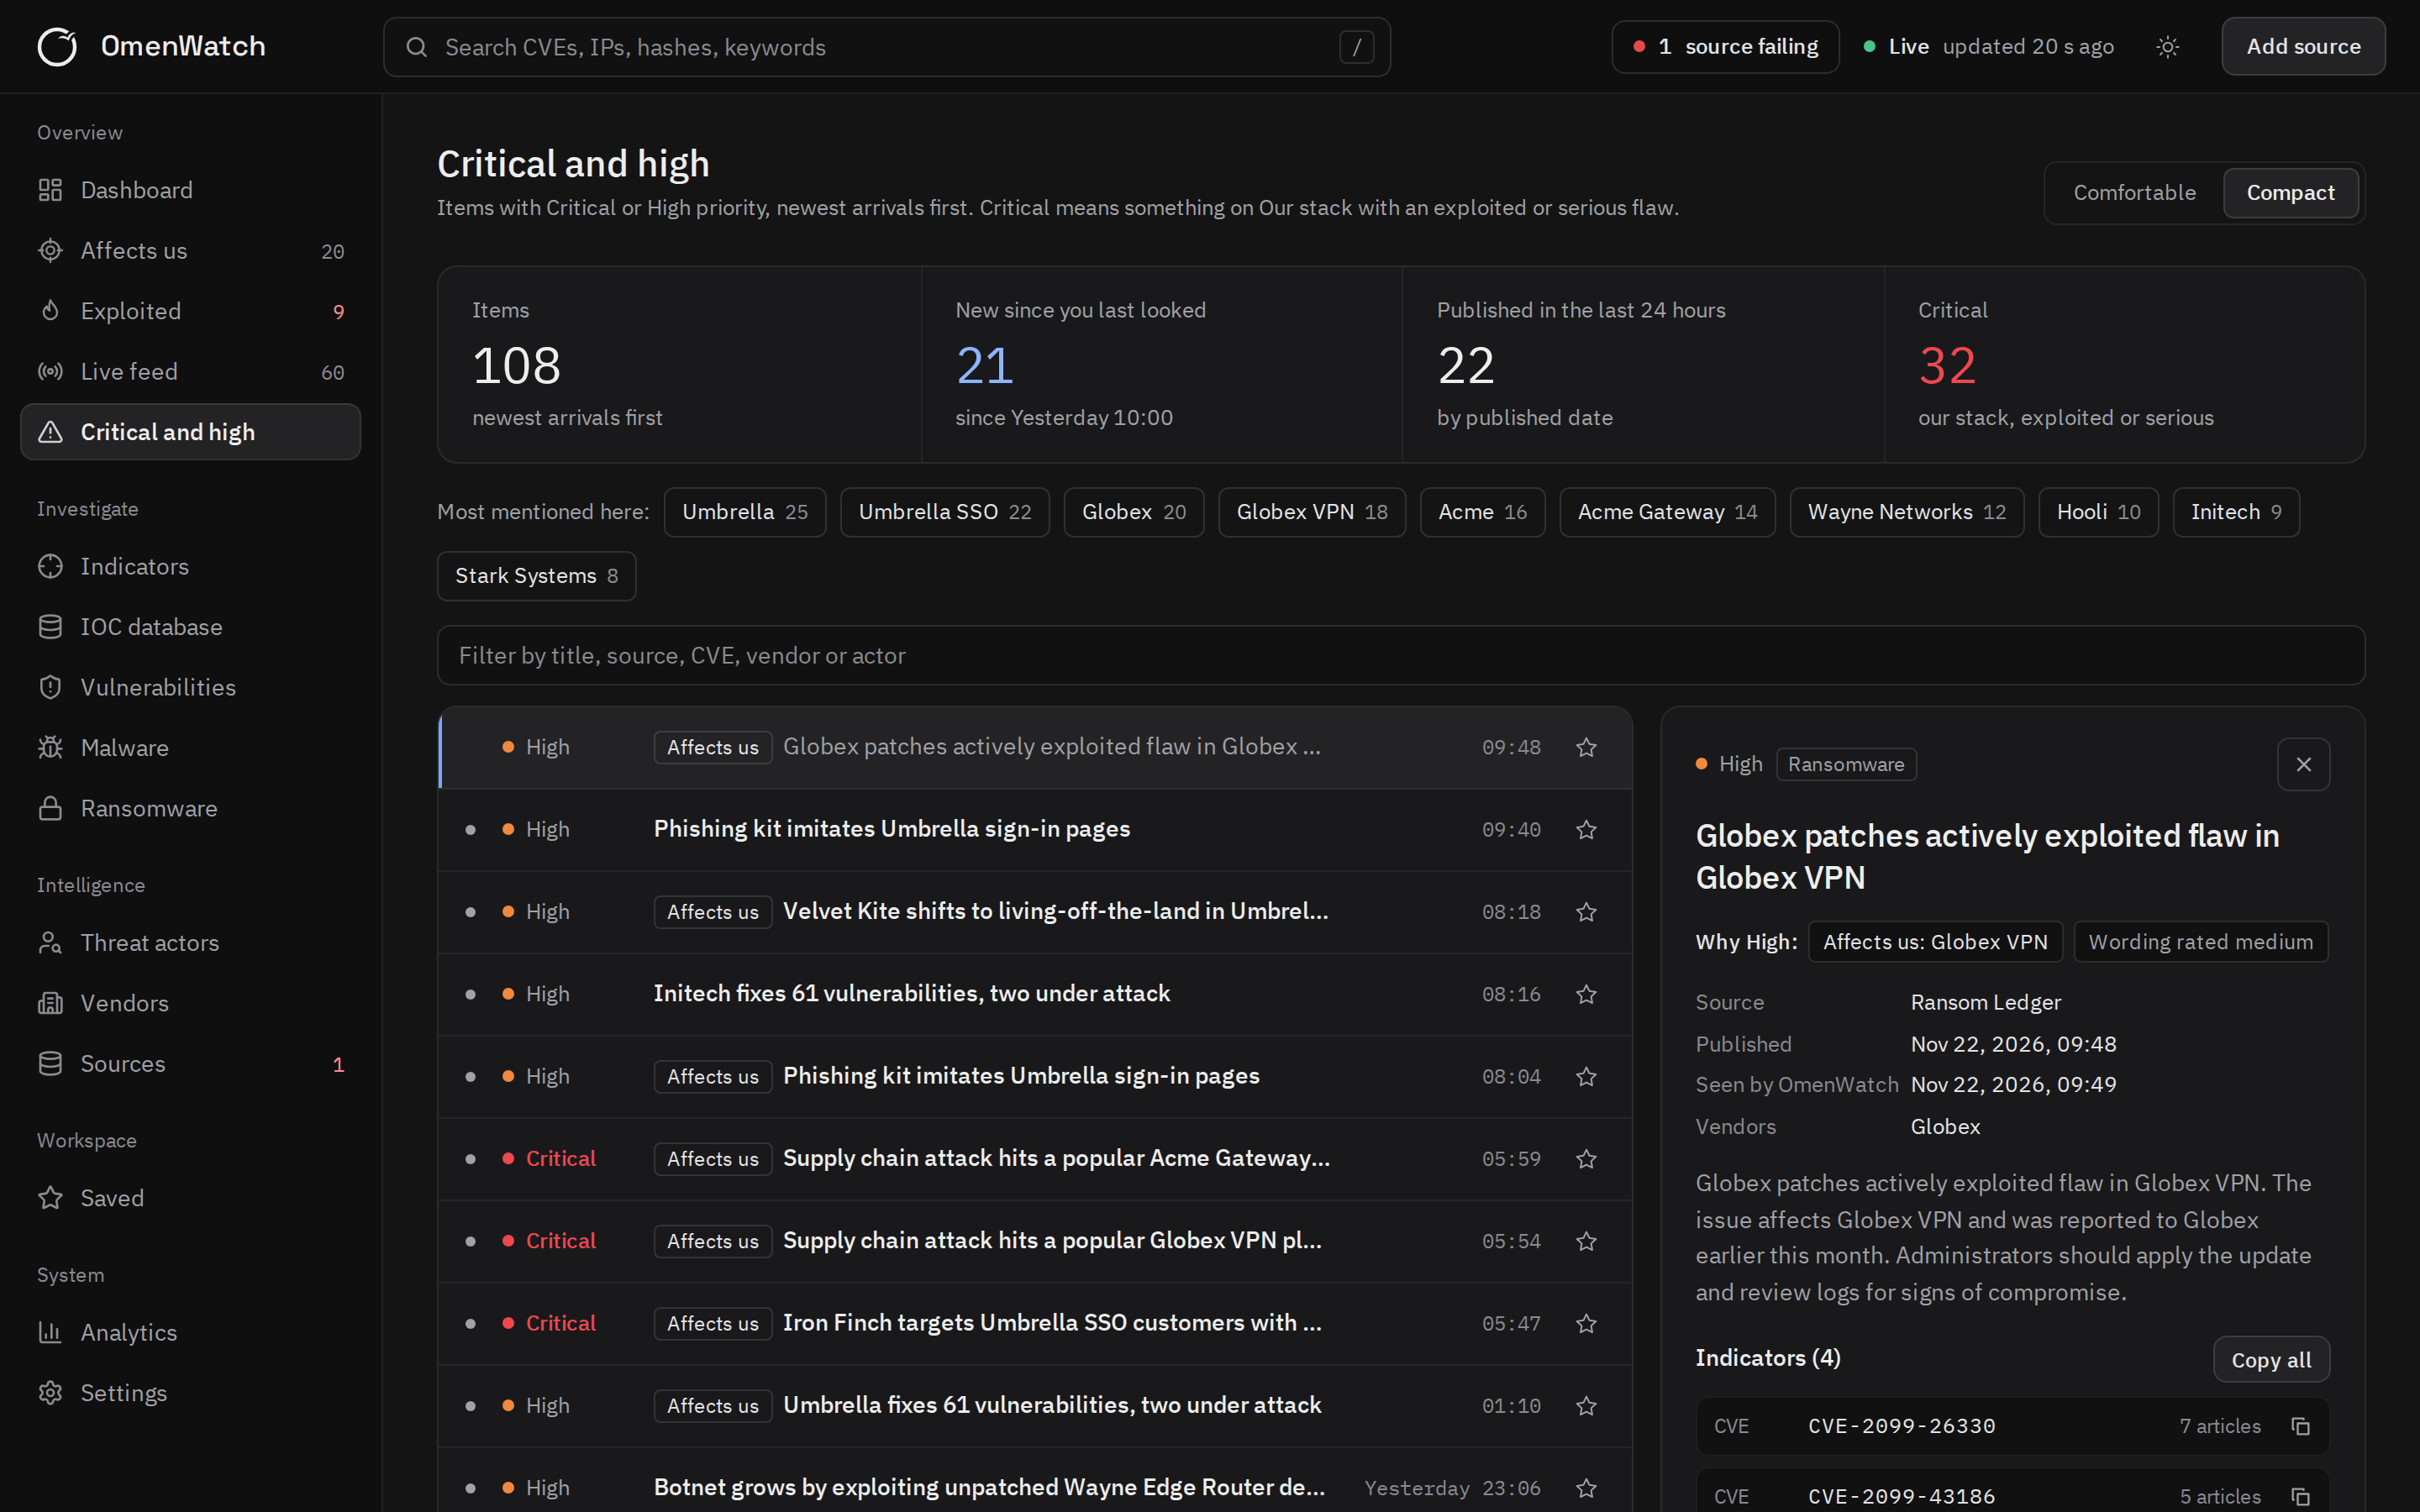 OmenWatch
Search CVEs, IPs, hashes, keywords /
1 source failing
Live updated 20 s ago
Add source
Overview
Dashboard
Affects us 20
Exploited 9
Live feed 60
Critical and high
Investigate
Indicators
IOC database
Vulnerabilities
Malware
Ransomware
Intelligence
Threat actors
Vendors
Sources 1
Workspace
Saved
System
Analytics
Settings
Critical and high
Items with Critical or High priority, newest arrivals first. Critical means something on Our stack with an exploited or serious flaw.
Comfortable Compact
Items
108
newest arrivals first
New since you last looked
21
since Yesterday 10:00
Published in the last 24 hours
22
by published date
Critical
32
our stack, exploited or serious
Most mentioned here: Umbrella 25 Umbrella SSO 22 Globex 20 Globex VPN 18 Acme 16 Acme Gateway 14 Wayne Networks 12 Hooli 10 Initech 9
Stark Systems 8
Filter by title, source, CVE, vendor or actor
High Affects us Globex patches actively exploited flaw in Globex ... 09:48
High Phishing kit imitates Umbrella sign-in pages 09:40
High Affects us Velvet Kite shifts to living-off-the-land in Umbrel... 08:18
High Initech fixes 61 vulnerabilities, two under attack 08:16
High Affects us Phishing kit imitates Umbrella sign-in pages 08:04
Critical Affects us Supply chain attack hits a popular Acme Gateway... 05:59
Critical Affects us Supply chain attack hits a popular Globex VPN pl... 05:54
Critical Affects us Iron Finch targets Umbrella SSO customers with ... 05:47
High Affects us Umbrella fixes 61 vulnerabilities, two under attack 01:10
High Botnet grows by exploiting unpatched Wayne Edge Router de... Yesterday 23:06
High Ransomware
Globex patches actively exploited flaw in
Globex VPN
Why High: Affects us: Globex VPN Wording rated medium
Source Ransom Ledger
Published Nov 22, 2026, 09:48
Seen by OmenWatch Nov 22, 2026, 09:49
Vendors Globex
Globex patches actively exploited flaw in Globex VPN. The
issue affects Globex VPN and was reported to Globex
earlier this month. Administrators should apply the update
and review logs for signs of compromise.
Indicators (4) Copy all
CVE CVE-2099-26330 7 articles
CVE CVE-2099-43186 5 articles